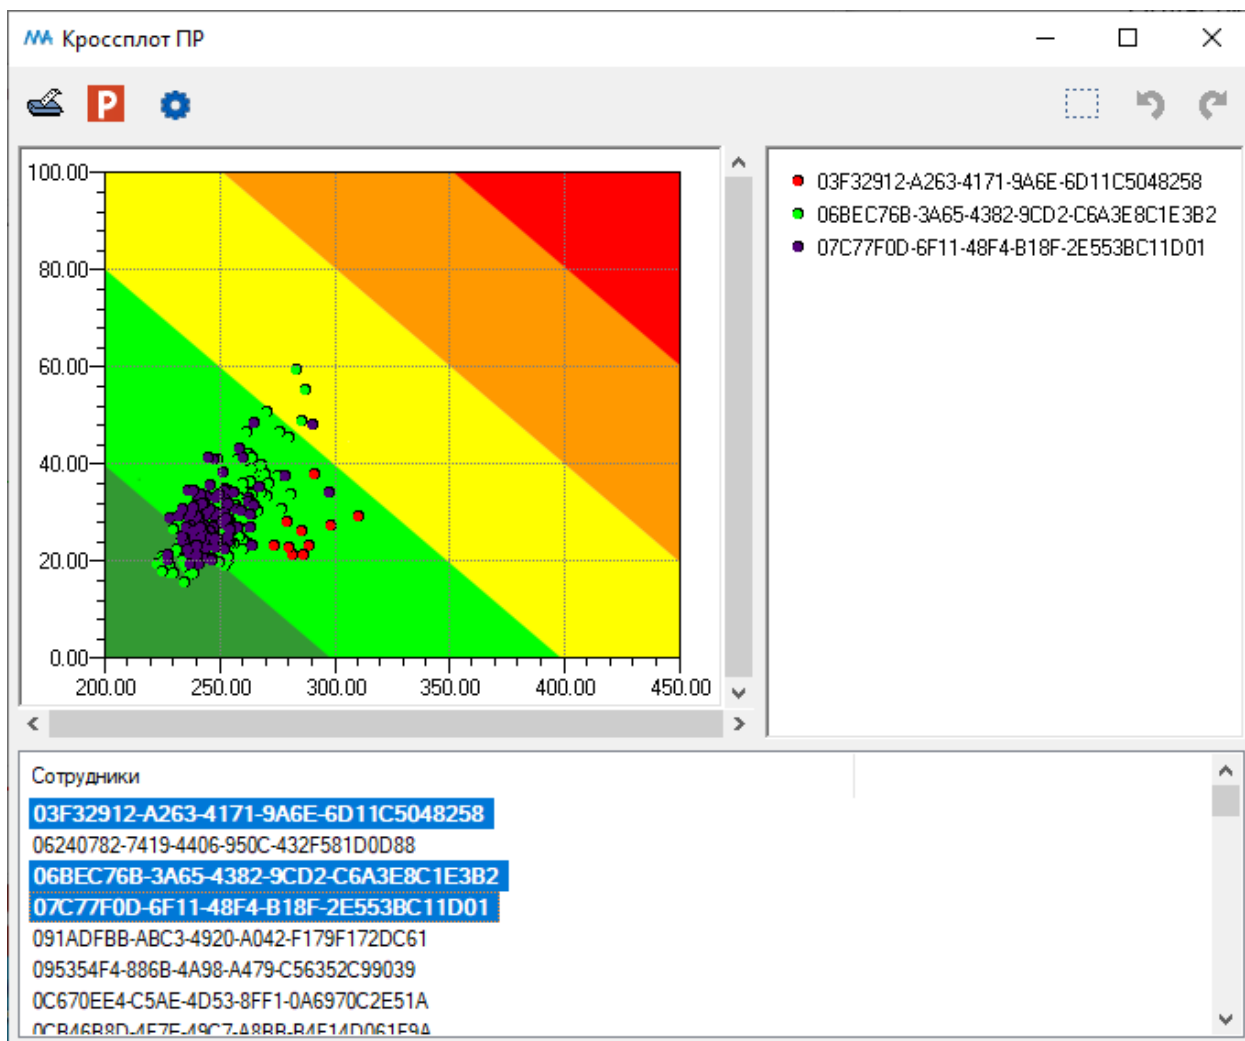 Кроссплот ПР
P
100.00
80.00
60.00
40.00
20.00
0.00
200.00 250.00 300.00 350.00 400.00 450.00
03F32912-A263-4171-9A6E-6D11C5048258
06BEC76B-3A65-4382-9CD2-C6A3E8C1E3B2
07C77F0D-6F11-48F4-B18F-2E553BC11D01
Сотрудники
03F32912-A263-4171-9A6E-6D11C5048258
06240782-7419-4406-950C-432F581D0D88
06BEC76B-3A65-4382-9CD2-C6A3E8C1E3B2
07C77F0D-6F11-48F4-B18F-2E553BC11D01
091ADFBB-ABC3-4920-A042-F179F172DC61
095354F4-886B-4A98-A479-C56352C99039
0C670EE4-C5AE-4D53-8FF1-0A6970C2E51A